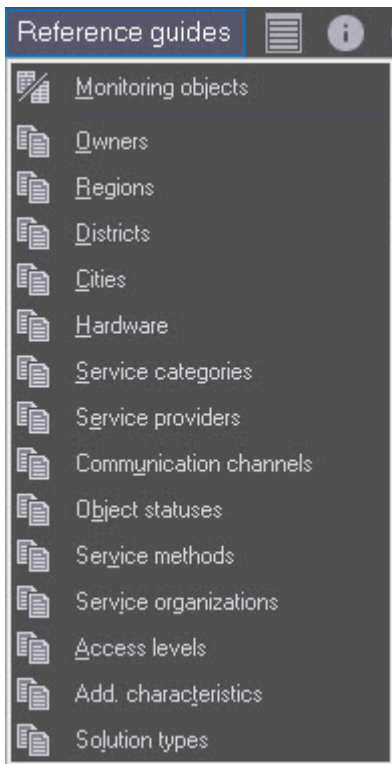 Reference guides
Monitoring objects
Owners
Regions
Districts
Cities
Hardware
Service categories
Service providers
Communication channels
Object statuses
Service methods
Service organizations
Access levels
Add. characteristics
Solution types